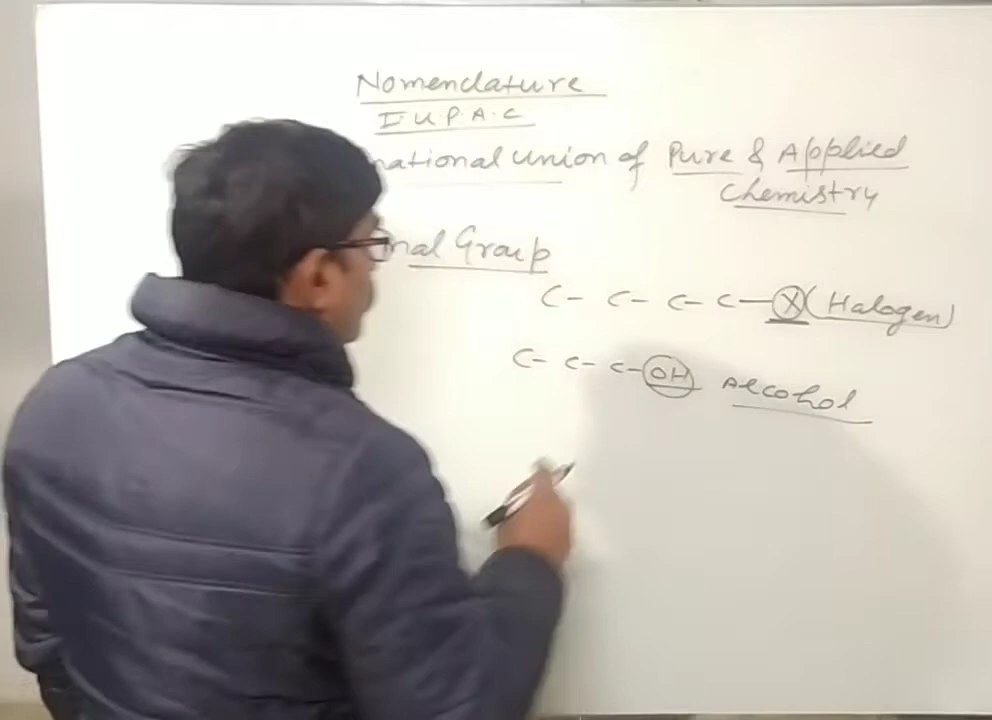 Nomenclature
I.U.P.A.C
national Union of Pure & Applied
Chemistry
nal Group
C- C- C- C-X (Halogen)
C- C- C-OH Alcohol